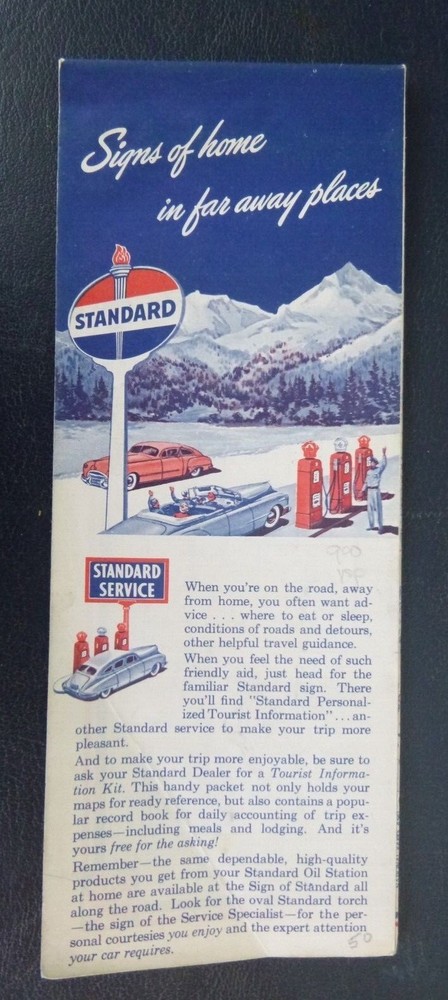 Signs of home
in far away places
STANDARD
STANDARD
SERVICE
When you're on the road, away
from home, you often want ad-
vice . . . where to eat or sleep,
conditions of roads and detours,
other helpful travel guidance.
When you feel the need of such
friendly aid, just head for the
familiar Standard sign. There
you'll find "Standard Personal-
ized Tourist Information" . . . an-
other Standard service to make your trip more
pleasant.
And to make your trip more enjoyable, be sure to
ask your Standard Dealer for a Tourist Informa-
tion Kit. This handy packet not only holds your
maps for ready reference, but also contains a popu-
lar record book for daily accounting of trip ex-
penses—including meals and lodging. And it's
yours free for the asking!
Remember—the same dependable, high-quality
products you get from your Standard Oil Station
at home are available at the Sign of Standard all
along the road. Look for the oval Standard torch
—the sign of the Service Specialist—for the per-
sonal courtesies you enjoy and the expert attention
your car requires.
50